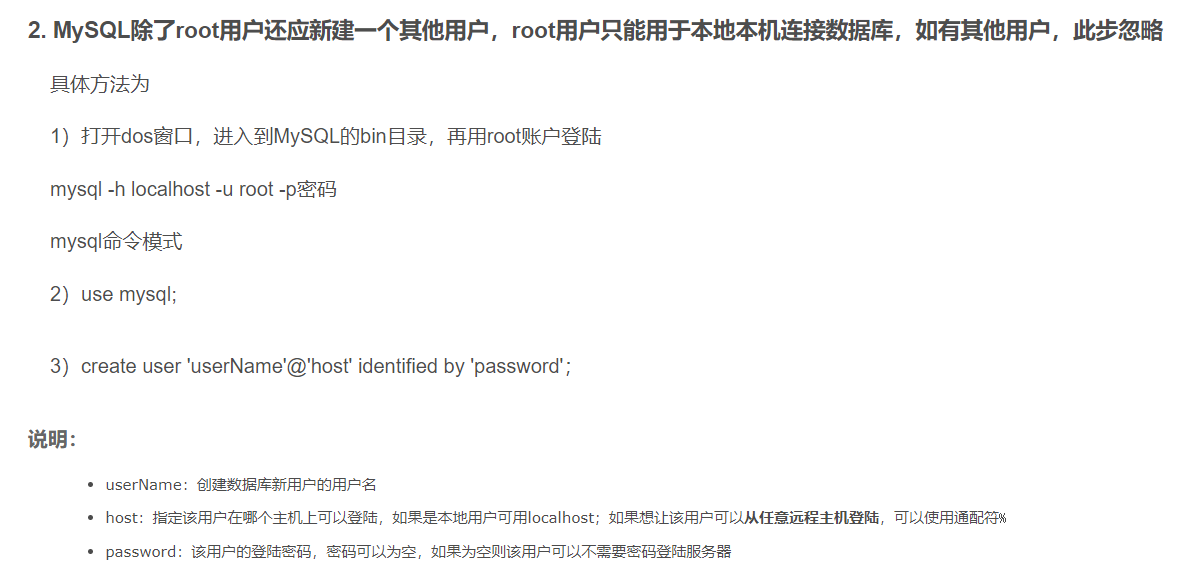 2. MySQL除了root用户还应新建一个其他用户，root用户只能用于本地本机连接数据库，如有其他用户，此步忽略
具体方法为
1）打开dos窗口，进入到MySQL的bin目录，再用root账户登陆
mysql -h localhost -u root -p密码
mysql命令模式
2）use mysql;
3）create user 'userName'@'host' identified by 'password'；
说明：
• userName：创建数据库新用户的用户名
• host：指定该用户在哪个主机上可以登陆，如果是本地用户可用localhost；如果想让该用户可以从任意远程主机登陆，可以使用通配符%
• password：该用户的登陆密码，密码可以为空，如果为空则该用户可以不需要密码登陆服务器